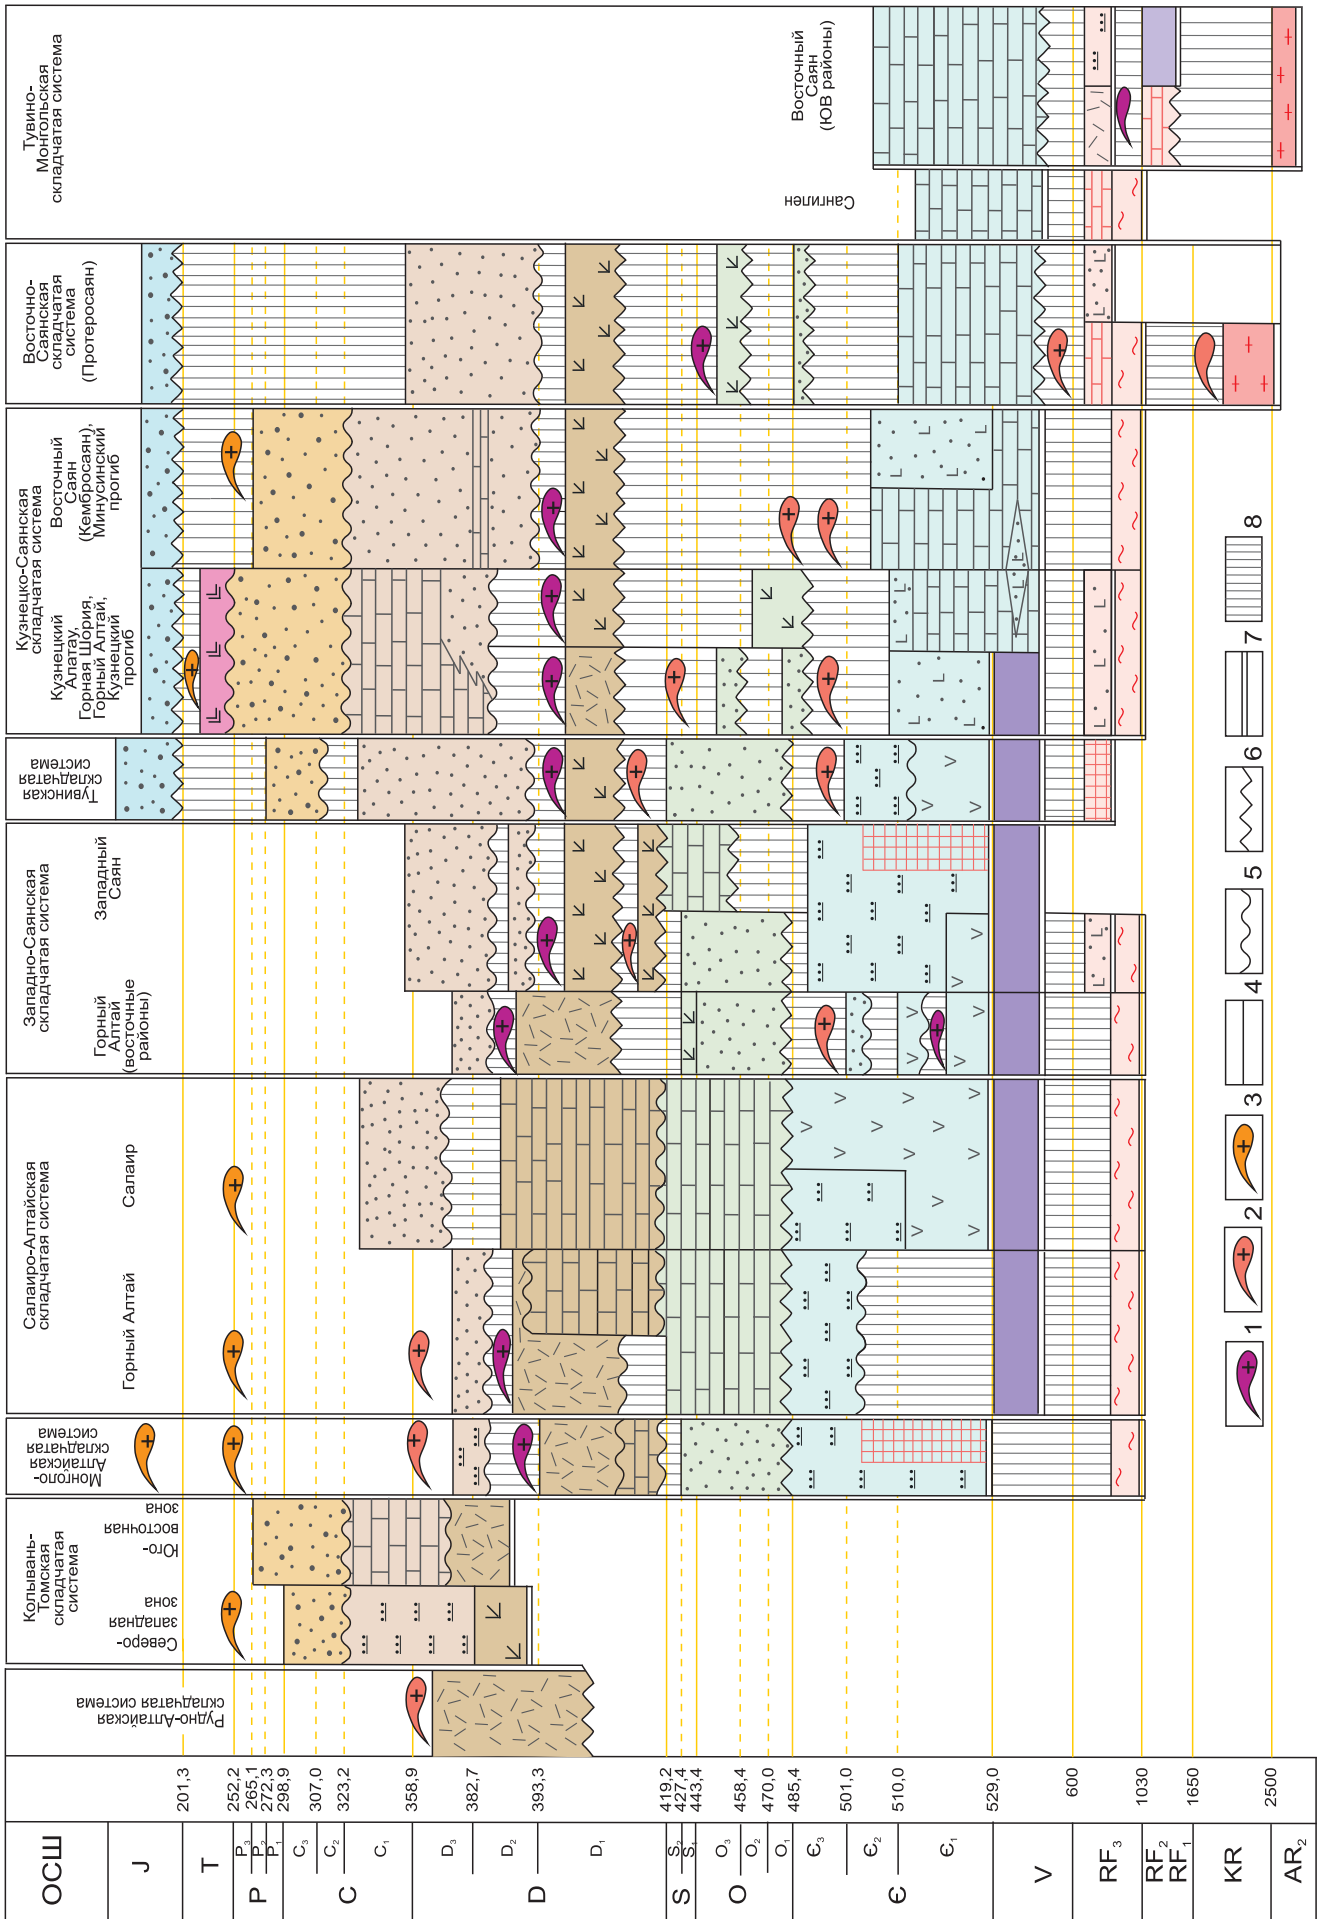 Тувино-
Монгольская
складчатая система
Восточный
Саян
(ЮВ районы)
Сангилен
Восточно-
Саянская
складчатая
система
(Протеросаян)
Кузнецко-Саянская
складчатая система
Восточный
Саян
(Кембросаян),
Минусинский
прогиб
Кузнецкий
Алатау,
Горная Шория,
Горный Алтай,
Кузнецкий
прогиб
Тувинская
складчатая
система
Западно-Саянская
складчатая система
Западный
Саян
Горный
Алтай
(восточные
районы)
Салаиро-Алтайская
складчатая система
Салаир
Горный Алтай
Монголо-
Алтайская
складчатая
система
Колывань-
Томская
складчатая
система
Юго-
восточная
зона
Северо-
западная
зона
Рудно-Алтайская
складчатая система
ОСШ
J
T
P
P₃
P₂
P₁
C
C₃
C₂
C₁
D
D₃
D₂
D₁
S
S₂
S₁
O
O₃
O₂
O₁
Є
Є₃
Є₂
Є₁
V
RF₃
RF₂
RF₁
KR
AR₂
201,3
252,2
265,1
272,3
298,9
307,0
323,2
358,9
382,7
393,3
419,2
427,4
443,4
458,4
470,0
485,4
501,0
510,0
529,0
600
1030
1650
2500
1
2
3
4
5
6
7
8